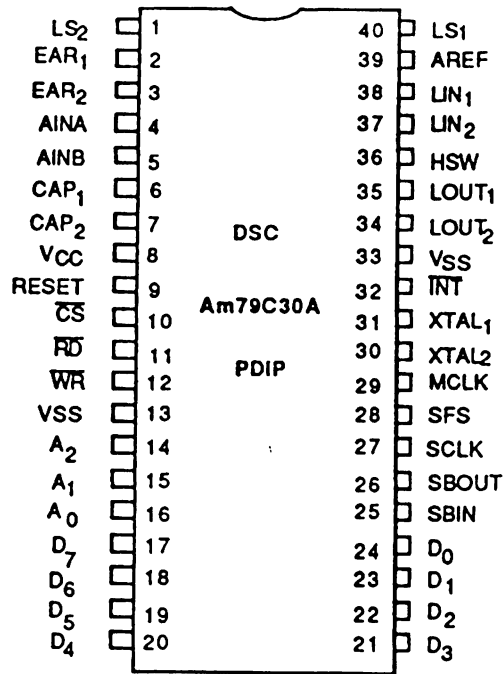 LS₂ 1 40 LS₁
EAR₁ 2 39 AREF
EAR₂ 3 38 LIN₁
AINA 4 37 LIN₂
AINB 5 36 HSW
CAP₁ 6 35 LOUT₁
CAP₂ 7 34 LOUT₂
DSC
VCC 8 33 VSS
RESET 9 32 I̅N̅T̅
C̅S̅ 10 31 XTAL₁
Am79C30A
R̅D̅ 11 30 XTAL₂
PDIP
W̅R̅ 12 29 MCLK
VSS 13 28 SFS
A₂ 14 27 SCLK
A₁ 15 26 SBOUT
A₀ 16 25 SBIN
D₇ 17 24 D₀
D₆ 18 23 D₁
D₅ 19 22 D₂
D₄ 20 21 D₃